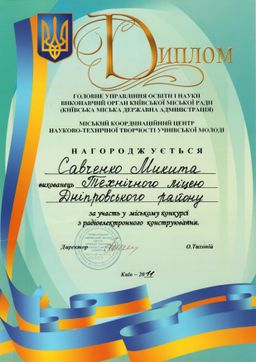 Диплом
ГОЛОВНЕ УПРАВЛІННЯ ОСВІТИ І НАУКИ
ВИКОНАВЧИЙ ОРГАН КИЇВСЬКОЇ МІСЬКОЇ РАДИ
(КИЇВСЬКА МІСЬКА ДЕРЖАВНА АДМІНІСТРАЦІЯ)
МІСЬКИЙ КООРДИНАЦІЙНИЙ ЦЕНТР
НАУКОВО-ТЕХНІЧНОЇ ТВОРЧОСТІ УЧНІВСЬКОЇ МОЛОДІ
НАГОРОДЖУЄТЬСЯ
Савченко Микита
вихованець Технічного ліцею
Дніпровського району
за участь у міському конкурсі
з радіоелектронного конструювання.
Директор О.Тихіній
Київ – 2011